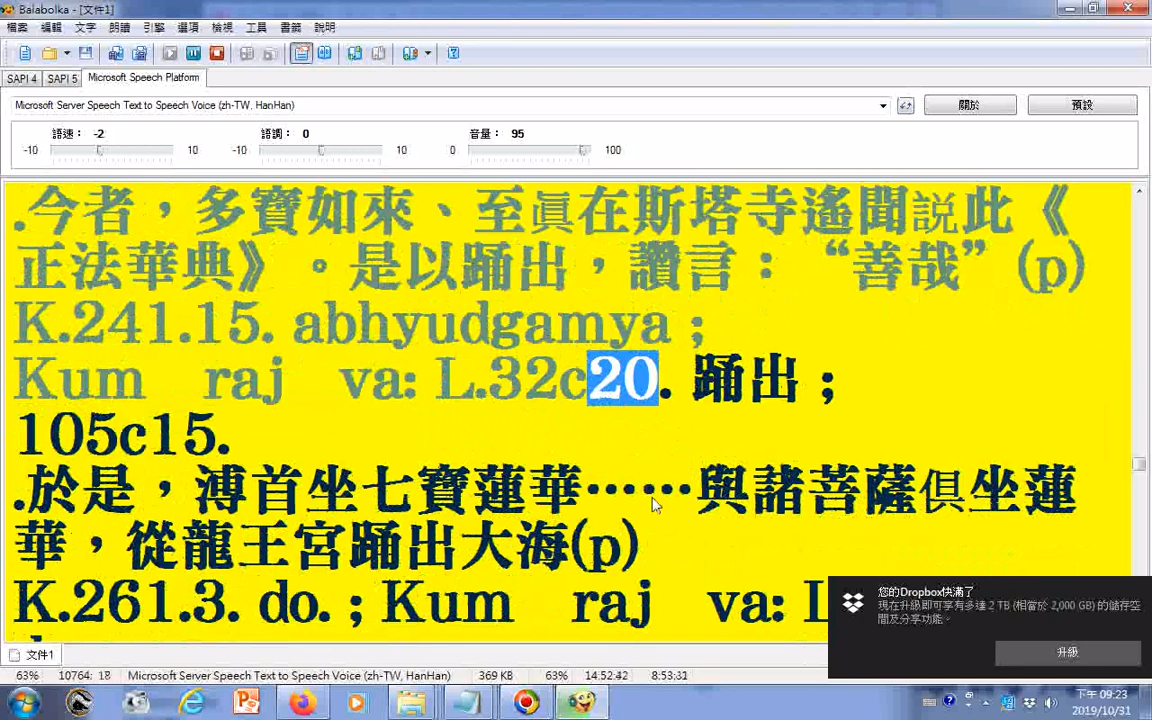 Balabolka - [文件1]
檔案 編輯 文字 朗讀 引擎 選項 檢視 工具 書籤 說明
SAPI 4 SAPI 5 Microsoft Speech Platform
Microsoft Server Speech Text to Speech Voice (zh-TW, HanHan) 關於 預設
語速： -2 語調： 0 音量： 95
-10 10 -10 10 0 100
.今者，多寶如來、至眞在斯塔寺遙聞説此《
正法華典》。是以踊出，讚言：“善哉”(p)
K.241.15. abhyudgamya ;
Kum raj va: L.32c20. 踊出 ;
105c15.
.於是，溥首坐七寶蓮華……與諸菩薩俱坐蓮
華，從龍王宮踊出大海(p)
K.261.3. do. ; Kum raj va: L
您的Dropbox快滿了
現在升級即可享有多達 2 TB (相當於 2,000 GB) 的儲存空
間及分享功能。
升級
文件1
63% 10764: 18 Microsoft Server Speech Text to Speech Voice (zh-TW, HanHan) 369 KB 63% 14:52:42 8:53:31
下午 09:23
2019/10/31